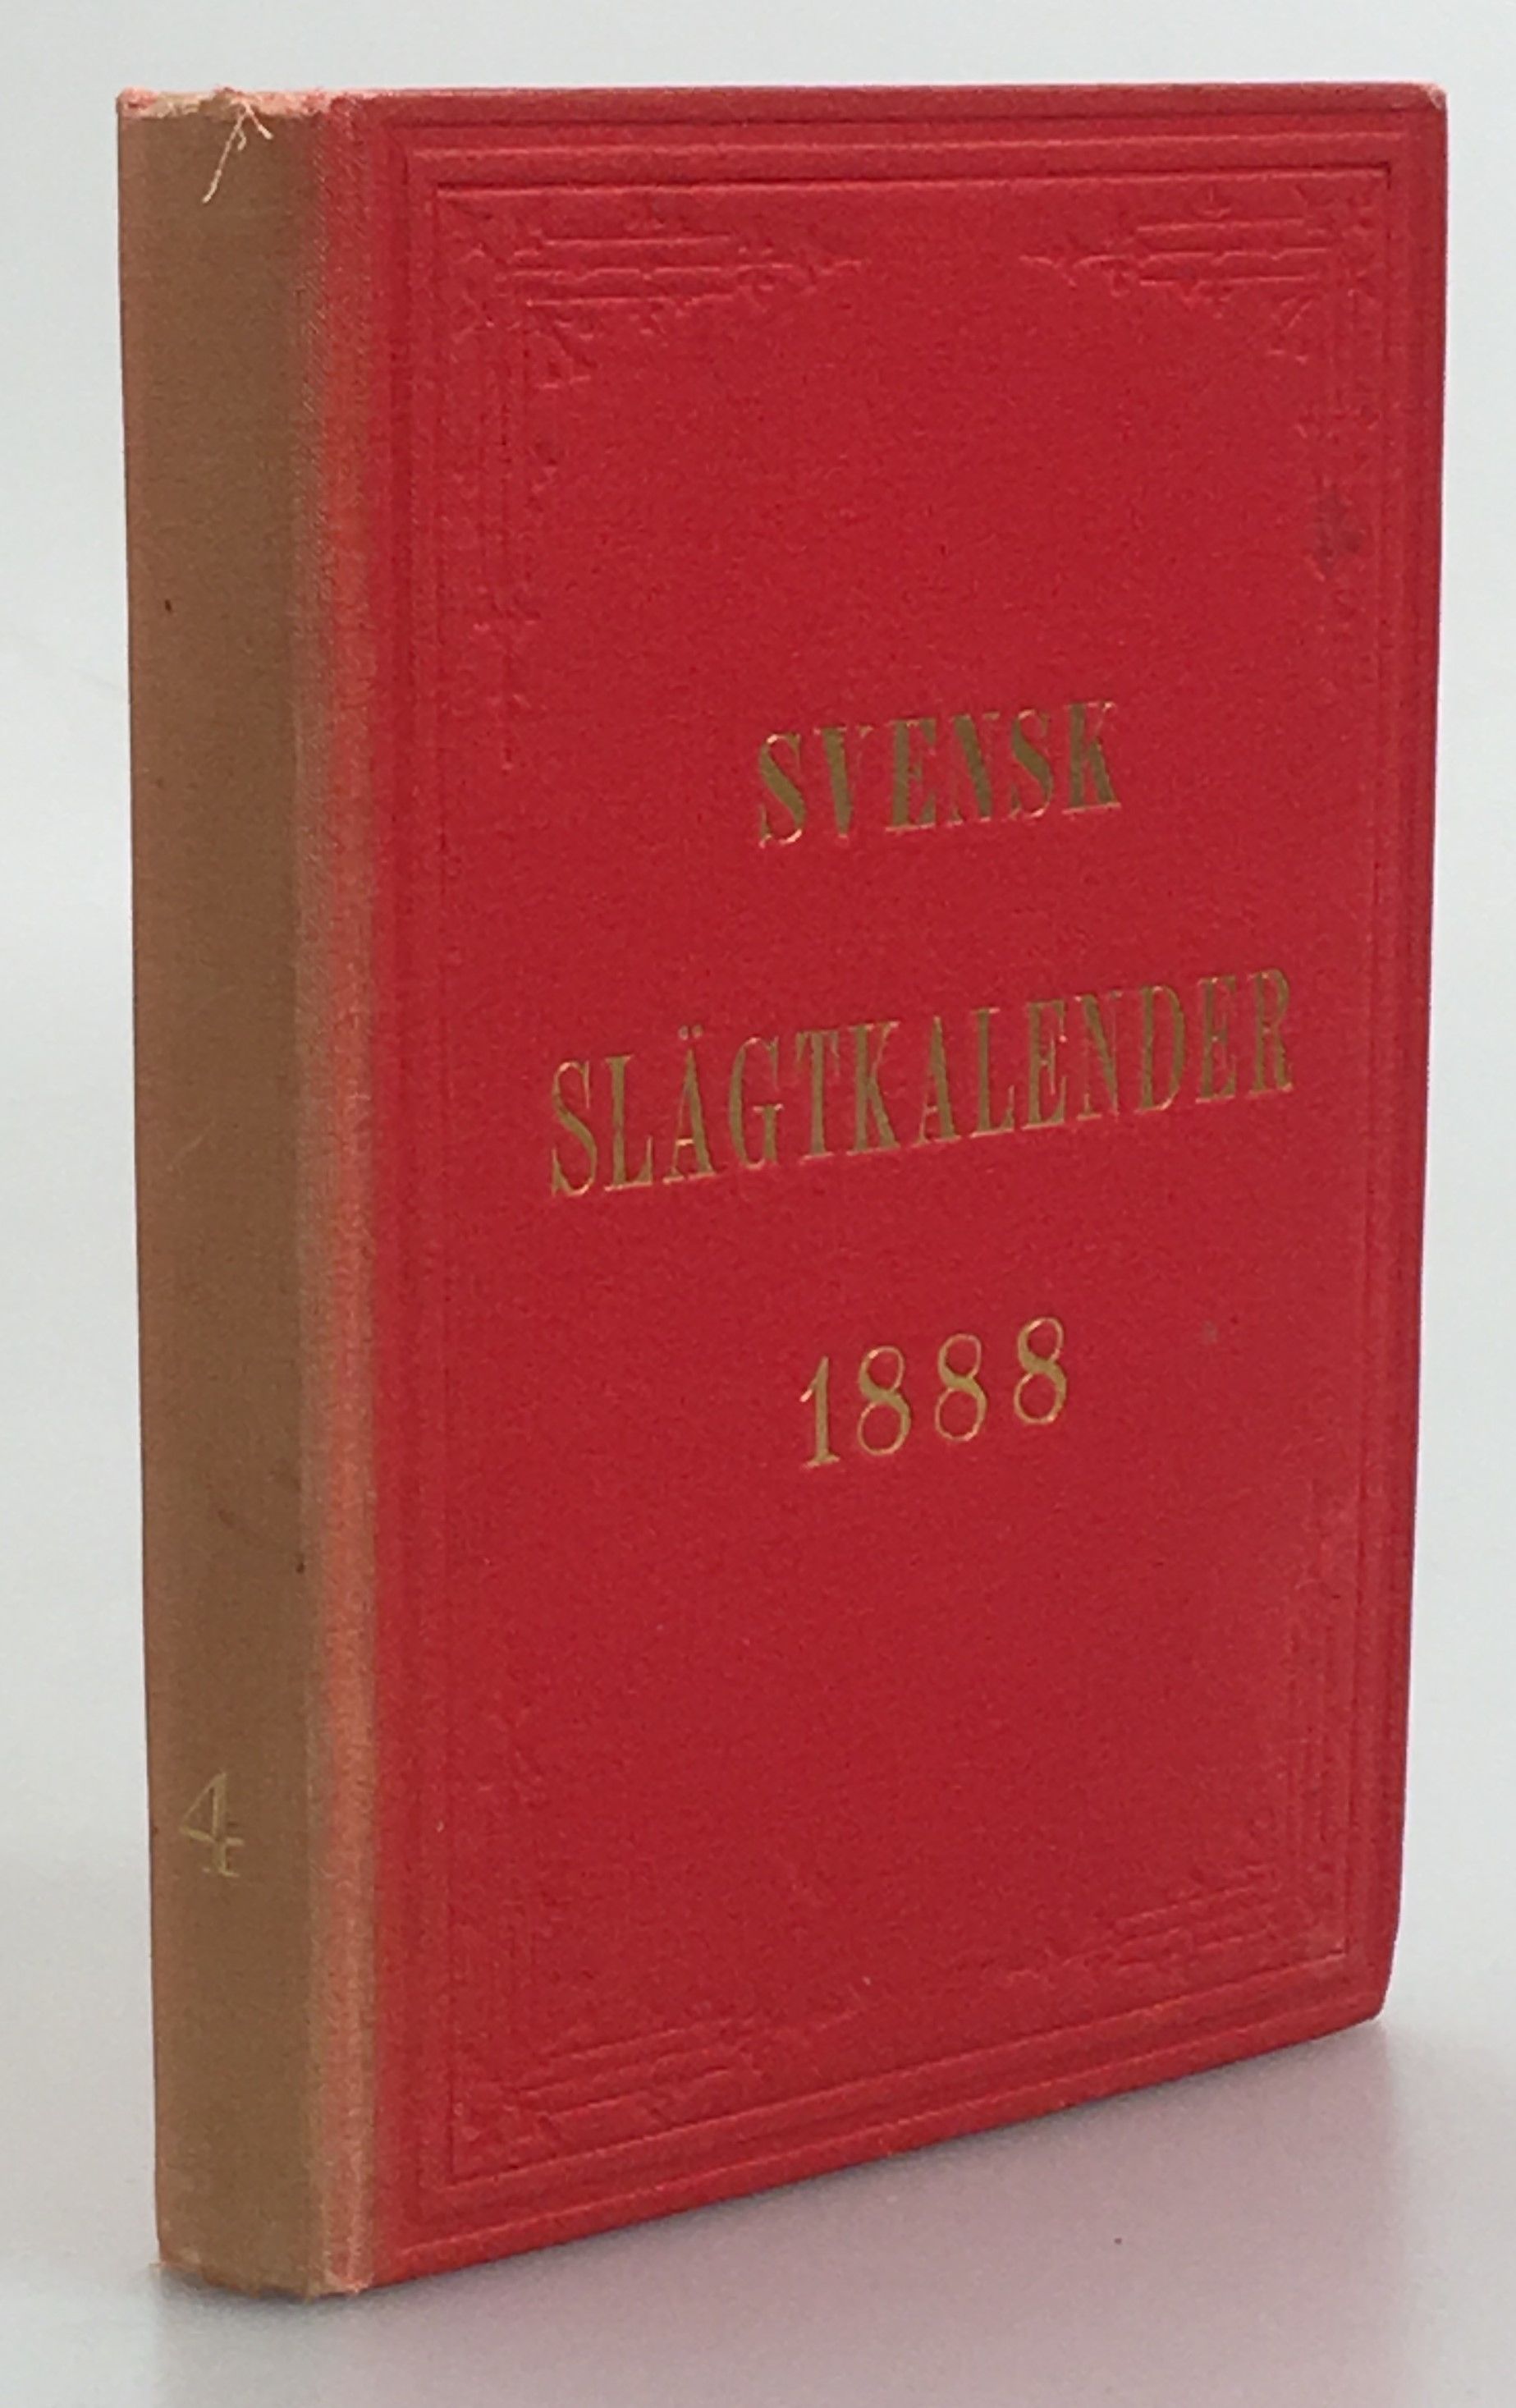 SVENSK
SLÄGTKALENDER
1888
4